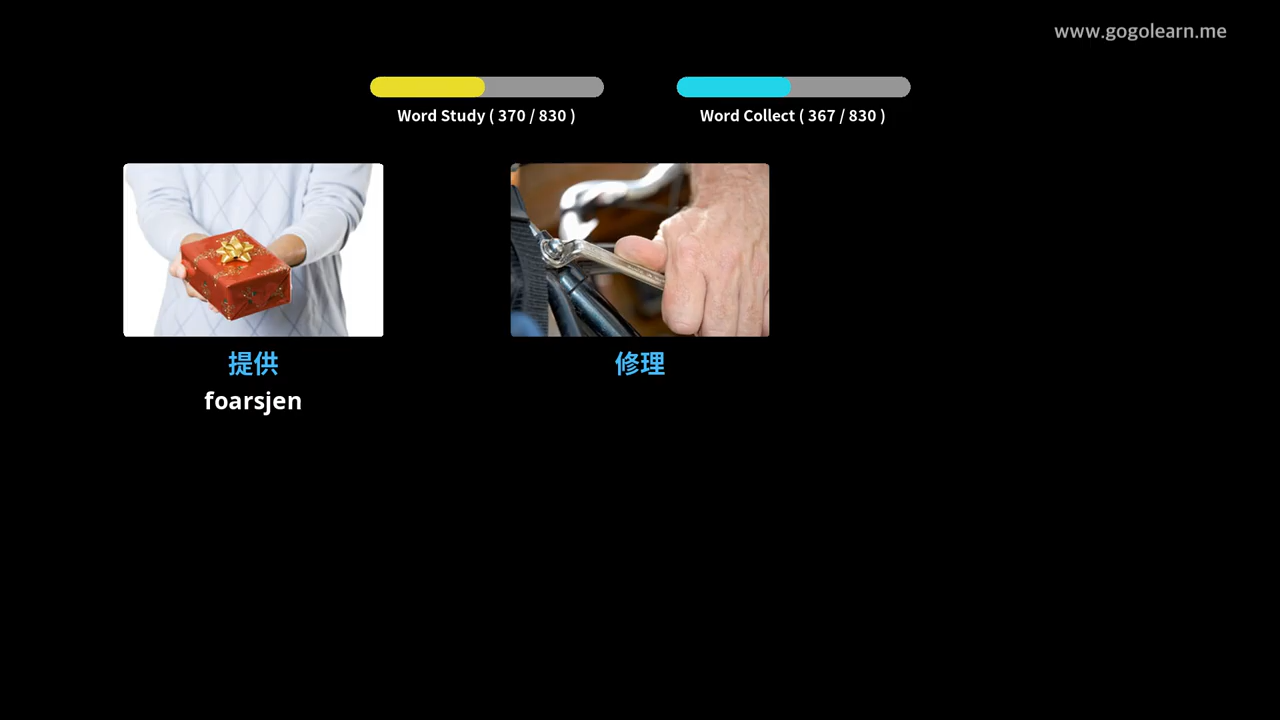 www.gogolearn.me
Word Study ( 370 / 830 )
Word Collect ( 367 / 830 )
提供
foarsjen
修理